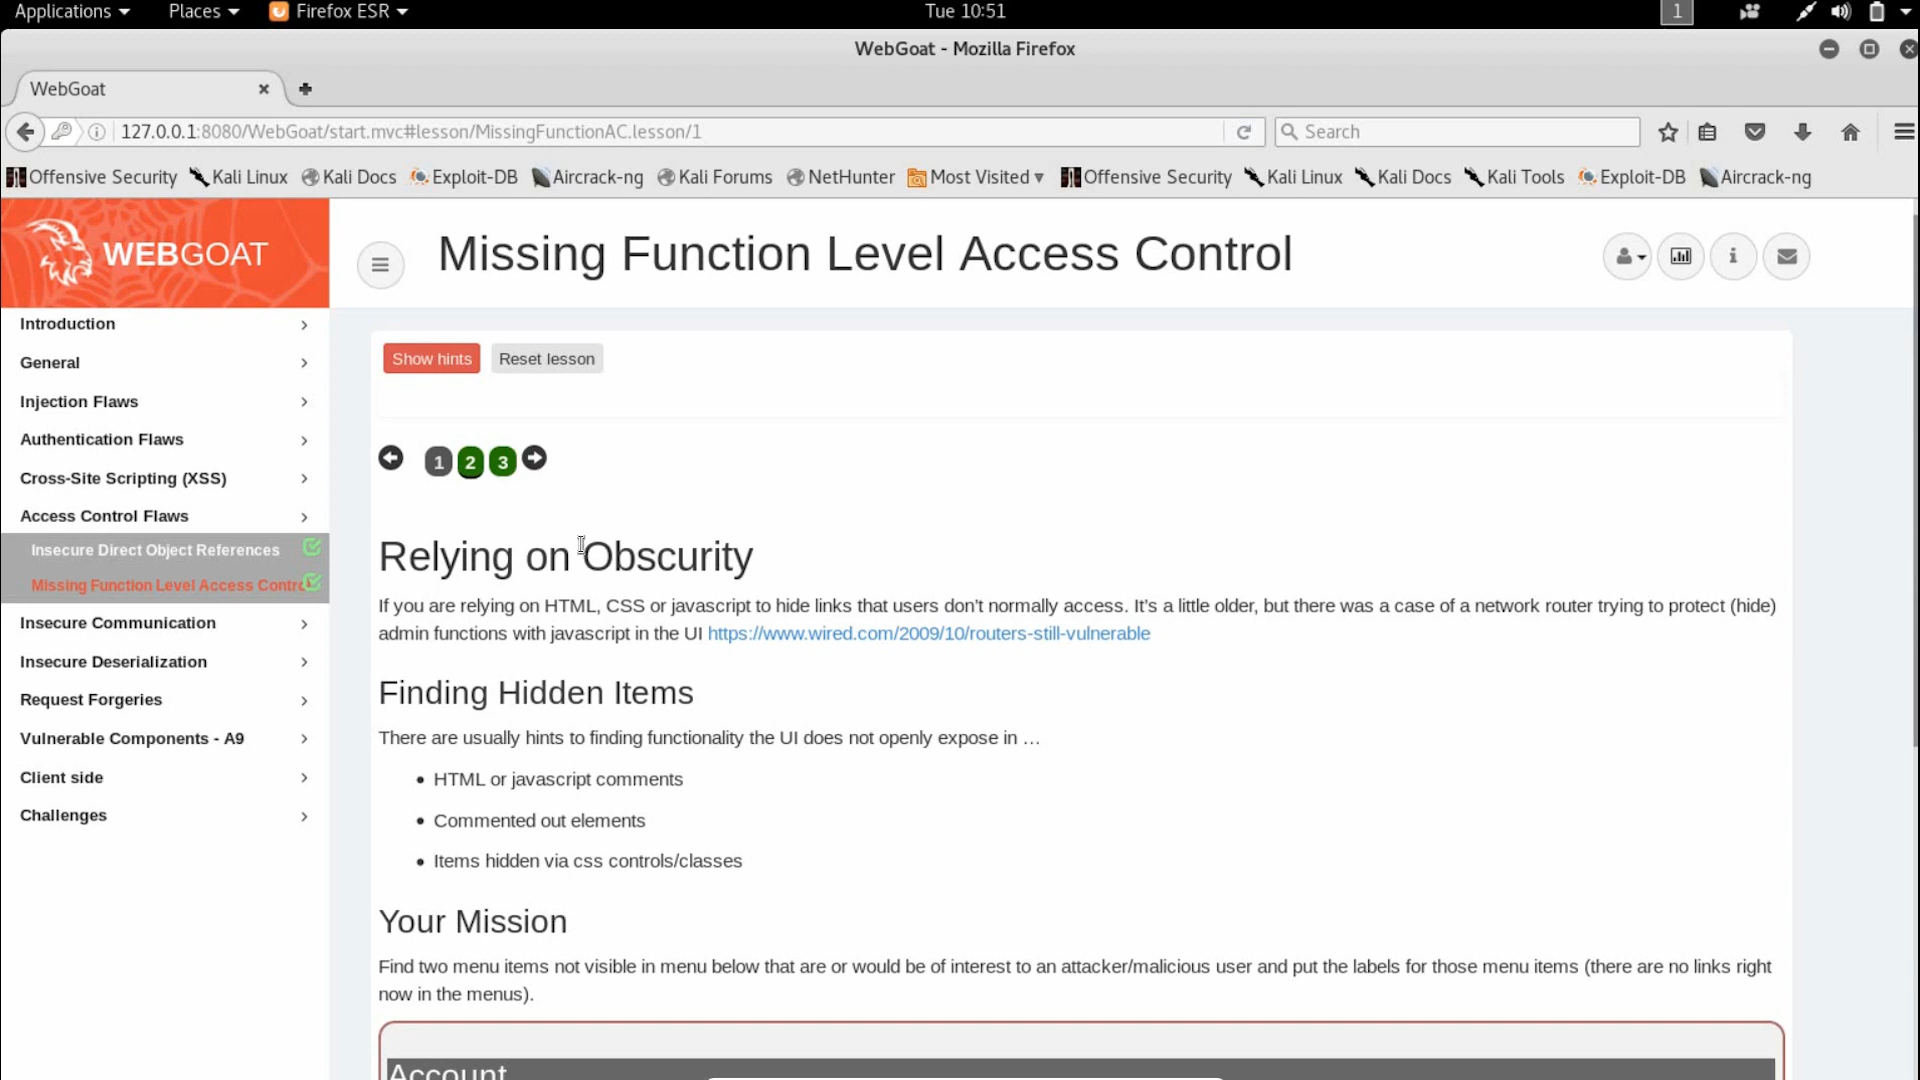 Applications Places Firefox ESR Tue 10:51 1
WebGoat - Mozilla Firefox
WebGoat
127.0.0.1:8080/WebGoat/start.mvc#lesson/MissingFunctionAC.lesson/1 Search
Offensive Security Kali Linux Kali Docs Exploit-DB Aircrack-ng Kali Forums NetHunter Most Visited Offensive Security Kali Linux Kali Docs Kali Tools Exploit-DB Aircrack-ng
WEBGOAT
Missing Function Level Access Control
Introduction
General
Injection Flaws
Authentication Flaws
Cross-Site Scripting (XSS)
Access Control Flaws
Insecure Direct Object References
Missing Function Level Access Contro
Insecure Communication
Insecure Deserialization
Request Forgeries
Vulnerable Components - A9
Client side
Challenges
Show hints Reset lesson
1 2 3
Relying on Obscurity
If you are relying on HTML, CSS or javascript to hide links that users don't normally access. It's a little older, but there was a case of a network router trying to protect (hide)
admin functions with javascript in the UI https://www.wired.com/2009/10/routers-still-vulnerable
Finding Hidden Items
There are usually hints to finding functionality the UI does not openly expose in …
• HTML or javascript comments
• Commented out elements
• Items hidden via css controls/classes
Your Mission
Find two menu items not visible in menu below that are or would be of interest to an attacker/malicious user and put the labels for those menu items (there are no links right
now in the menus).
Account